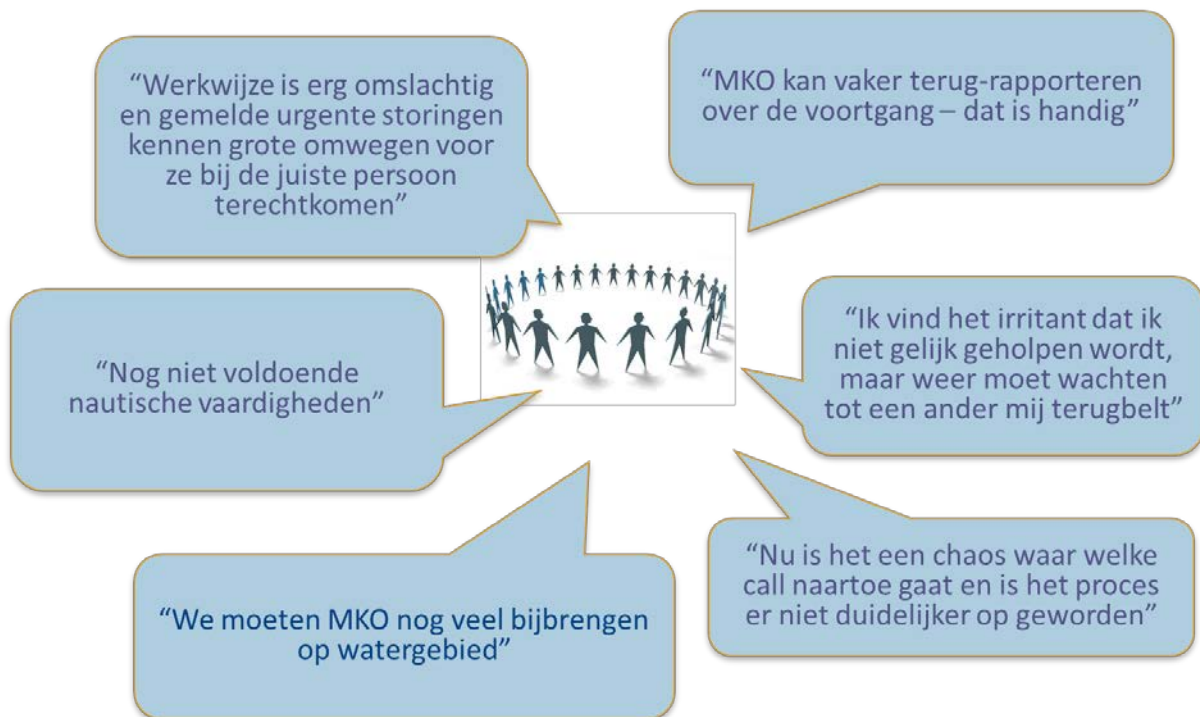 “Werkwijze is erg omslachtig
en gemelde urgente storingen
kennen grote omwegen voor
ze bij de juiste persoon
terechtkomen”
“MKO kan vaker terug-rapporteren
over de voortgang – dat is handig”
“Nog niet voldoende
nautische vaardigheden”
“Ik vind het irritant dat ik
niet gelijk geholpen wordt,
maar weer moet wachten
tot een ander mij terugbelt”
“We moeten MKO nog veel bijbrengen
op watergebied”
“Nu is het een chaos waar welke
call naartoe gaat en is het proces
er niet duidelijker op geworden”